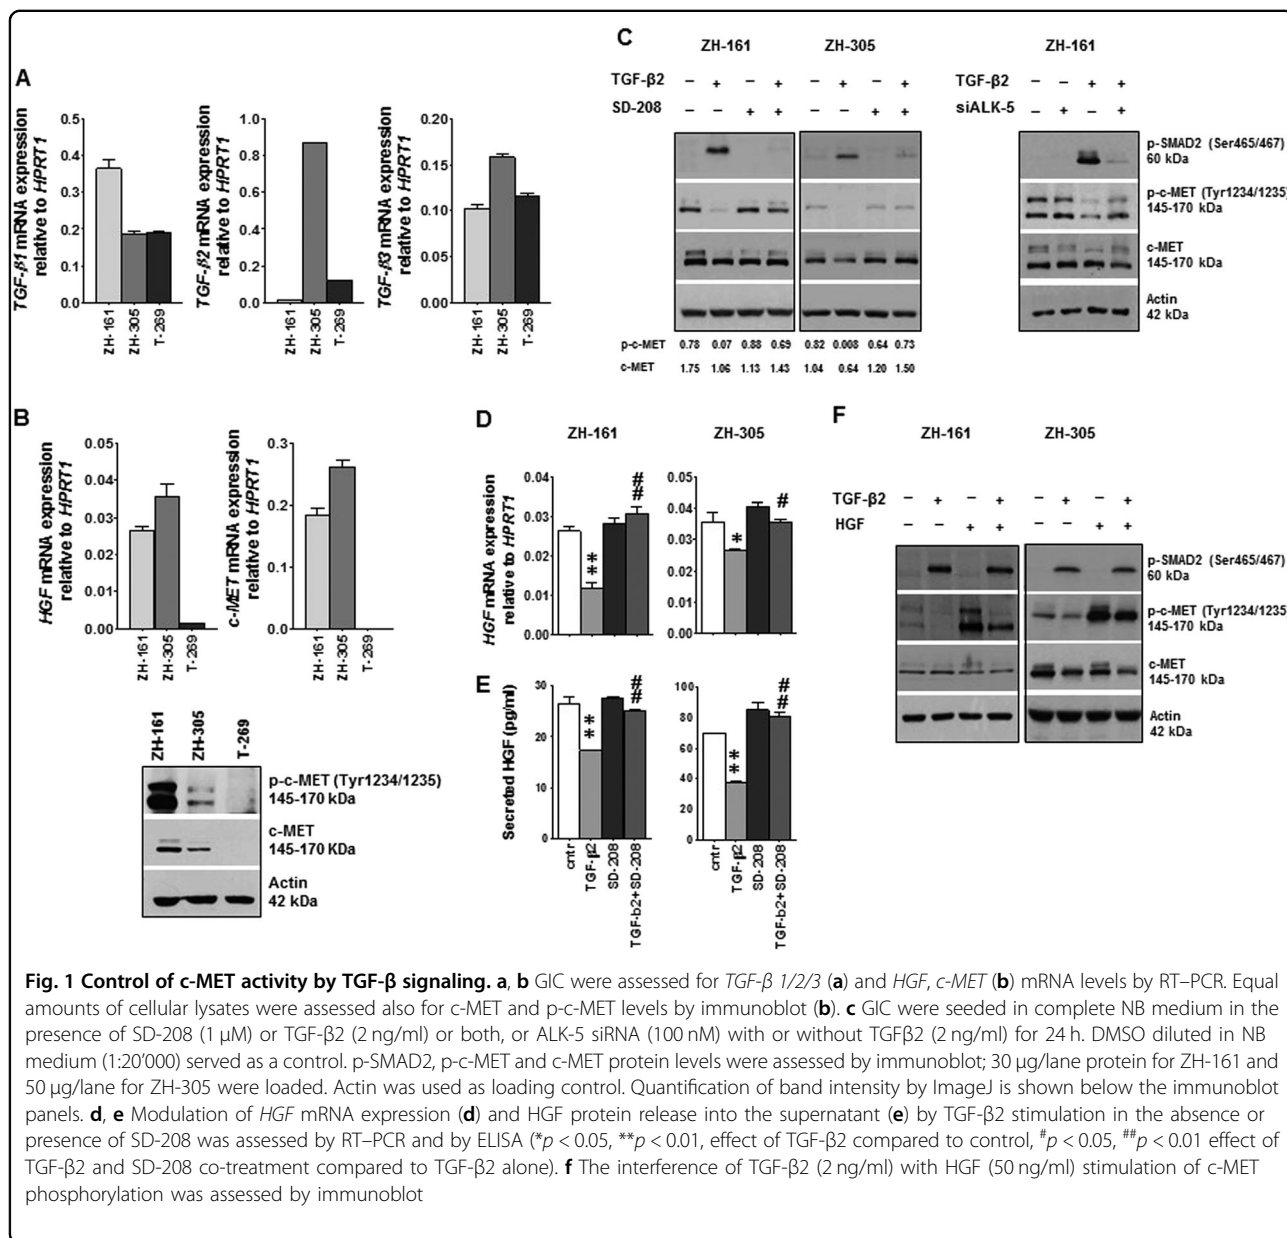 A
TGF-β1 mRNA expression
relative to HPRT1
0.4
0.3
0.2
0.1
0.0
ZH-161
ZH-305
T-269
TGF-β2 mRNA expression
relative to HPRT1
1.0
0.8
0.6
0.4
0.2
0.0
ZH-161
ZH-305
T-269
TGF-β3 mRNA expression
relative to HPRT1
0.20
0.15
0.10
0.05
0.00
ZH-161
ZH-305
T-269
B
HGF mRNA expression
relative to HPRT1
0.05
0.04
0.03
0.02
0.01
0.00
ZH-161
ZH-305
T-269
c-MET mRNA expression
relative to HPRT1
0.3
0.2
0.1
0.0
ZH-161
ZH-305
T-269
ZH-161
ZH-305
T-269
p-c-MET (Tyr1234/1235)
145-170 kDa
c-MET
145-170 KDa
Actin
42 kDa
C
ZH-161 ZH-305 ZH-161
TGF-β2 – + – + – + – +
SD-208 – – + + – – + +
TGF-β2 – – + +
siALK-5 – + – +
p-SMAD2 (Ser465/467)
60 kDa
p-c-MET (Tyr1234/1235)
145-170 kDa
c-MET
145-170 kDa
Actin
42 kDa
p-c-MET 0.78 0.07 0.88 0.69 0.82 0.008 0.64 0.73
c-MET 1.75 1.06 1.13 1.43 1.04 0.64 1.20 1.50
D
ZH-161 ZH-305
HGF mRNA expression
relative to HPRT1
0.04
0.03
0.02
0.01
0.00
**
##
0.05
0.04
0.03
0.02
0.01
0.00
*
#
E
Secreted HGF (pg/ml)
30
20
10
0
**
##
cntr
TGF-β2
SD-208
TGF-b2+SD-208
100
80
60
40
20
0
**
##
cntr
TGF-β2
SD-208
TGF-b2+SD-208
F
ZH-161 ZH-305
TGF-β2 – + – + – + – +
HGF – – + + – – + +
p-SMAD2 (Ser465/467)
60 kDa
p-c-MET (Tyr1234/1235
145-170 kDa
c-MET
145-170 kDa
Actin
42 kDa
Fig. 1 Control of c-MET activity by TGF-β signaling. a, b GIC were assessed for TGF-β 1/2/3 (a) and HGF, c-MET (b) mRNA levels by RT–PCR. Equal
amounts of cellular lysates were assessed also for c-MET and p-c-MET levels by immunoblot (b). c GIC were seeded in complete NB medium in the
presence of SD-208 (1 μM) or TGF-β2 (2 ng/ml) or both, or ALK-5 siRNA (100 nM) with or without TGFβ2 (2 ng/ml) for 24 h. DMSO diluted in NB
medium (1:20′000) served as a control. p-SMAD2, p-c-MET and c-MET protein levels were assessed by immunoblot; 30 μg/lane protein for ZH-161 and
50 μg/lane for ZH-305 were loaded. Actin was used as loading control. Quantification of band intensity by ImageJ is shown below the immunoblot
panels. d, e Modulation of HGF mRNA expression (d) and HGF protein release into the supernatant (e) by TGF-β2 stimulation in the absence or
presence of SD-208 was assessed by RT–PCR and by ELISA (*p < 0.05, **p < 0.01, effect of TGF-β2 compared to control, #p < 0.05, ##p < 0.01 effect of
TGF-β2 and SD-208 co-treatment compared to TGF-β2 alone). f The interference of TGF-β2 (2 ng/ml) with HGF (50 ng/ml) stimulation of c-MET
phosphorylation was assessed by immunoblot